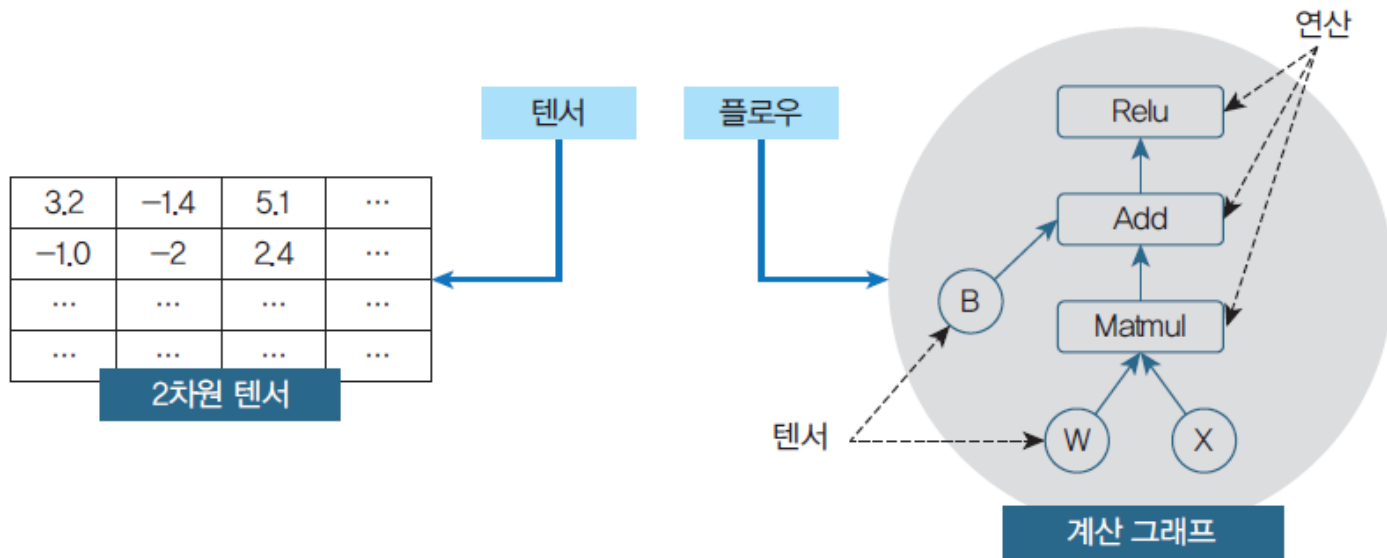 텐서
3.2 −1.4 5.1 …
−1.0 −2 2.4 …
… … … …
… … … …
2차원 텐서
플로우
연산
Relu
Add
B
Matmul
텐서
W X
계산 그래프